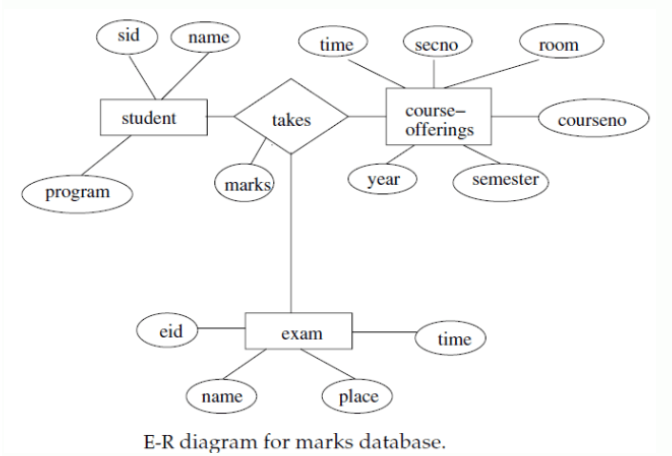 sid
name
time
secno
room
student
takes
course–
offerings
courseno
program
marks
year
semester
eid
exam
time
name
place
E-R diagram for marks database.